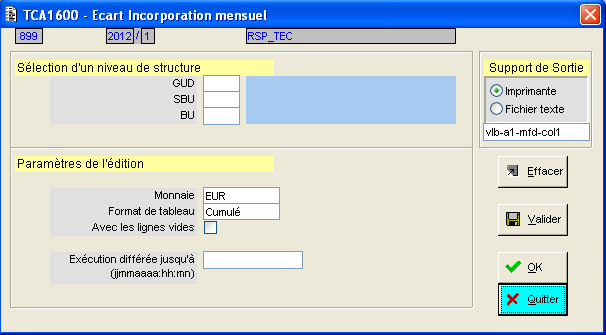 TCA1600 - Ecart Incorporation mensuel
899 2012 / 1 RSP_TEC
Sélection d'un niveau de structure
GUD
SBU
BU
Support de Sortie
Imprimante
Fichier texte
vlb-a1-mfd-col1
Paramètres de l'édition
Monnaie EUR
Format de tableau Cumulé
Avec les lignes vides
Exécution différée jusqu'à
(jjmmaaaa:hh:mn)
Effacer
Valider
OK
Quitter